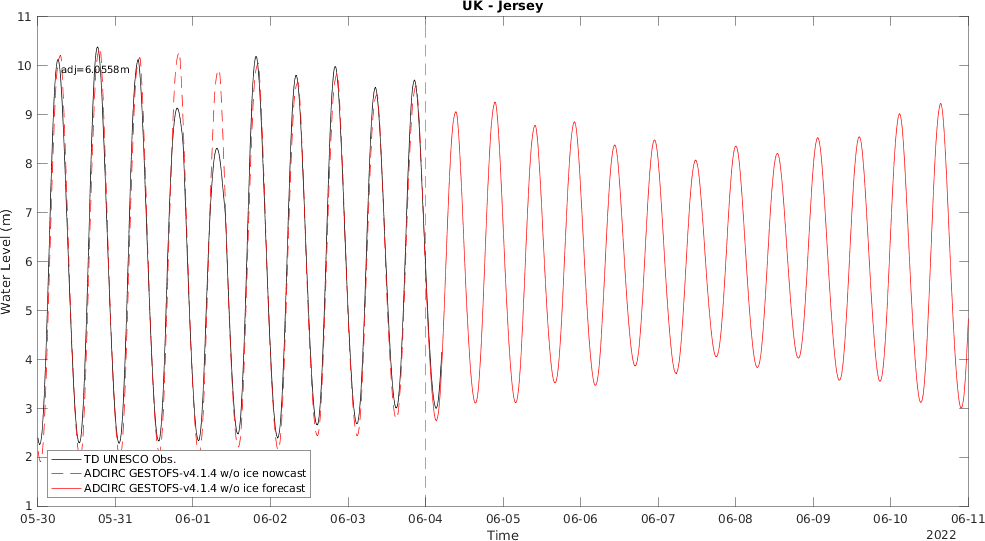 UK - Jersey
11
10
9
8
7
6
5
4
3
2
1
Water Level (m)
adj=6.0558m
TD UNESCO Obs.
ADCIRC GESTOFS-v4.1.4 w/o ice nowcast
ADCIRC GESTOFS-v4.1.4 w/o ice forecast
05-30 05-31 06-01 06-02 06-03 06-04 06-05 06-06 06-07 06-08 06-09 06-10 06-11
Time
2022